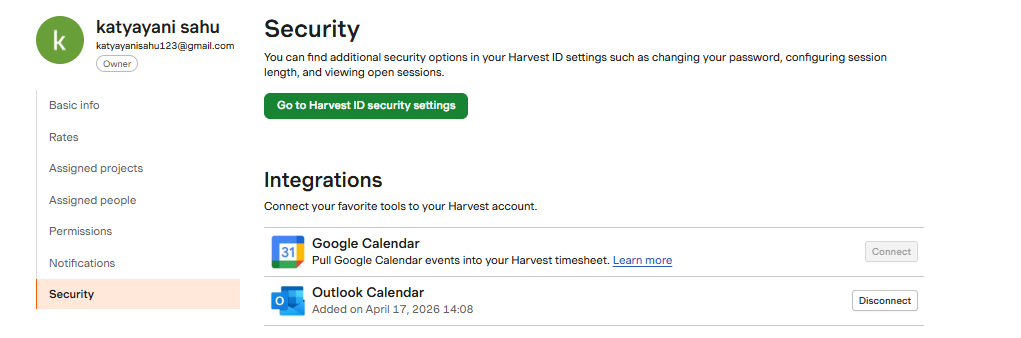 k
katyayani sahu
katyayanisahu123@gmail.com
Owner
Basic info
Rates
Assigned projects
Assigned people
Permissions
Notifications
Security
Security
You can find additional security options in your Harvest ID settings such as changing your password, configuring session
length, and viewing open sessions.
Go to Harvest ID security settings
Integrations
Connect your favorite tools to your Harvest account.
31
Google Calendar
Pull Google Calendar events into your Harvest timesheet. Learn more
Connect
O
Outlook Calendar
Added on April 17, 2026 14:08
Disconnect